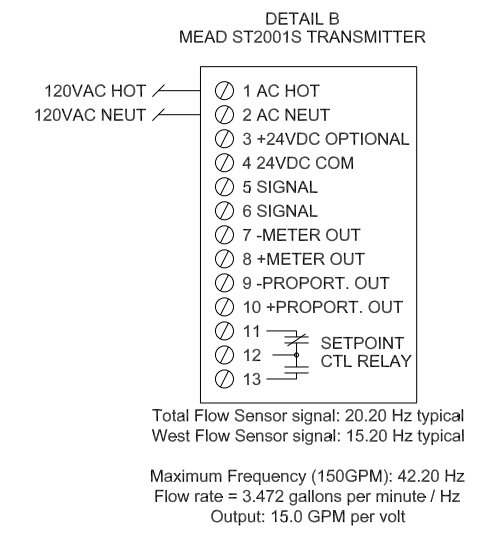 DETAIL B
MEAD ST2001S TRANSMITTER
120VAC HOT
120VAC NEUT
1 AC HOT
2 AC NEUT
3 +24VDC OPTIONAL
4 24VDC COM
5 SIGNAL
6 SIGNAL
7 -METER OUT
8 +METER OUT
9 -PROPORT. OUT
10 +PROPORT. OUT
11
12
13
SETPOINT
CTL RELAY
Total Flow Sensor signal: 20.20 Hz typical
West Flow Sensor signal: 15.20 Hz typical
Maximum Frequency (150GPM): 42.20 Hz
Flow rate = 3.472 gallons per minute / Hz
Output: 15.0 GPM per volt